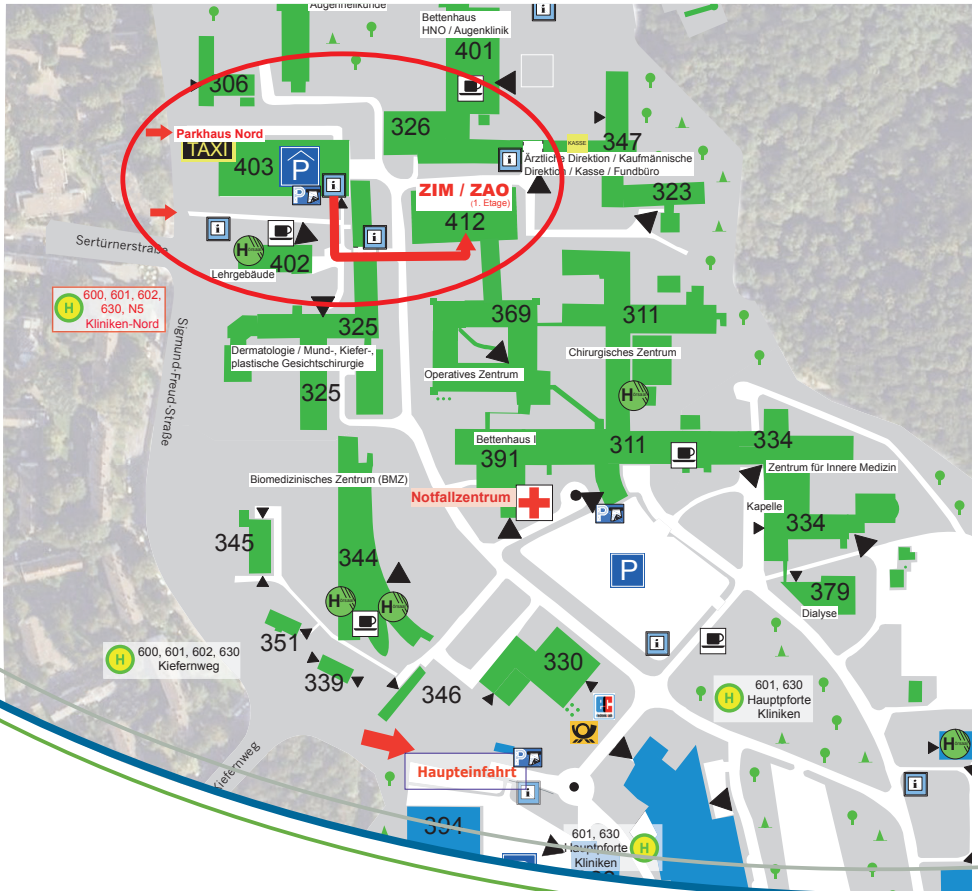 Augenheilkunde
Bettenhaus
HNO / Augenklinik
401
306
326
347
Parkhaus Nord
TAXI
403
P
P
KASSE
Ärztliche Direktion / Kaufmännische
Direktion / Kasse / Fundbüro
323
ZIM / ZAO
(1. Etage)
412
Sertürnerstraße
402
Lehrgebäude
H
600, 601, 602,
630, N5
Kliniken-Nord
Sigmund-Freud-Straße
325
Dermatologie / Mund-, Kiefer-,
plastische Gesichtschirurgie
325
369
Operatives Zentrum
311
Chirurgisches Zentrum
H
Bettenhaus I
391
311
334
Zentrum für Innere Medizin
Biomedizinisches Zentrum (BMZ)
Notfallzentrum
P
Kapelle
334
345
344
P
379
Dialyse
H
H
351
H
600, 601, 602, 630
Kiefernweg
339
346
330
H
601, 630
Hauptpforte
Kliniken
EC
Kiefernweg
P
Haupteinfahrt
H
394
601, 630
Hauptpforte
Kliniken
H
P